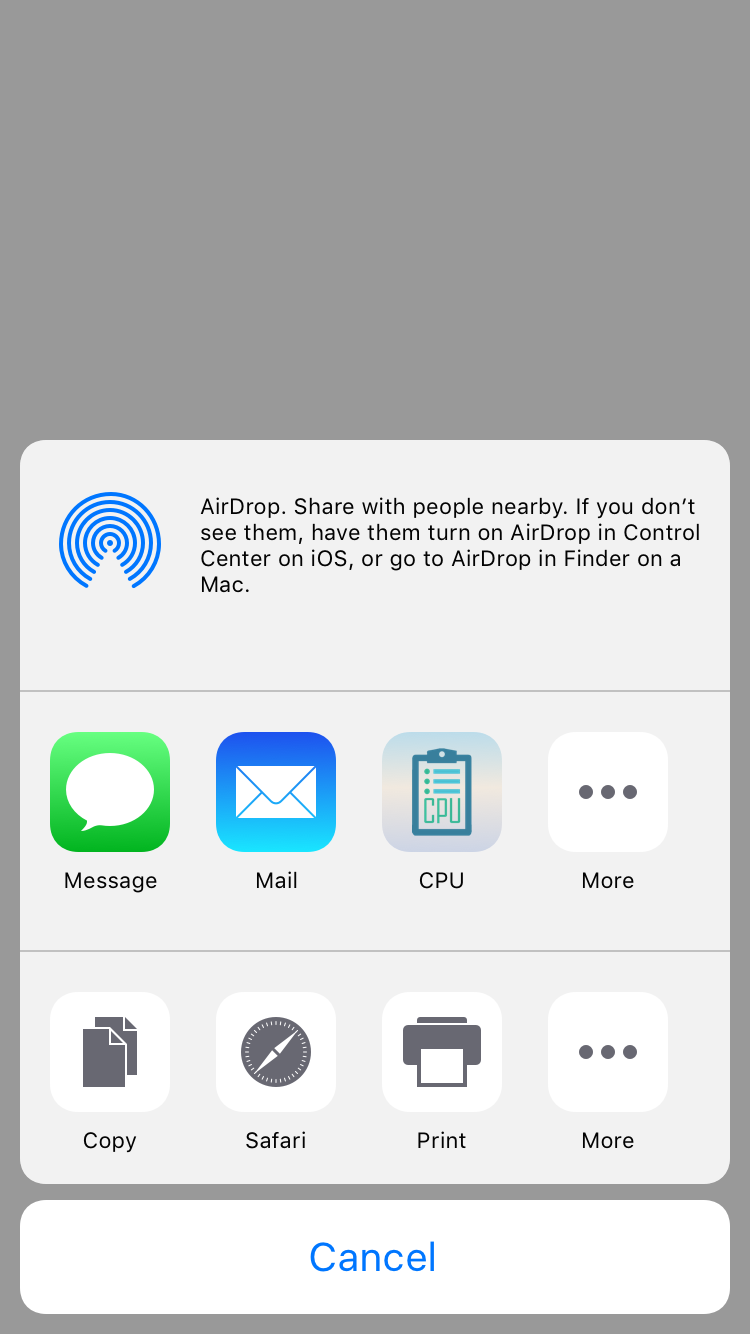 AirDrop. Share with people nearby. If you don’t
see them, have them turn on AirDrop in Control
Center on iOS, or go to AirDrop in Finder on a
Mac.
CPU
Message Mail CPU More
Copy Safari Print More
Cancel